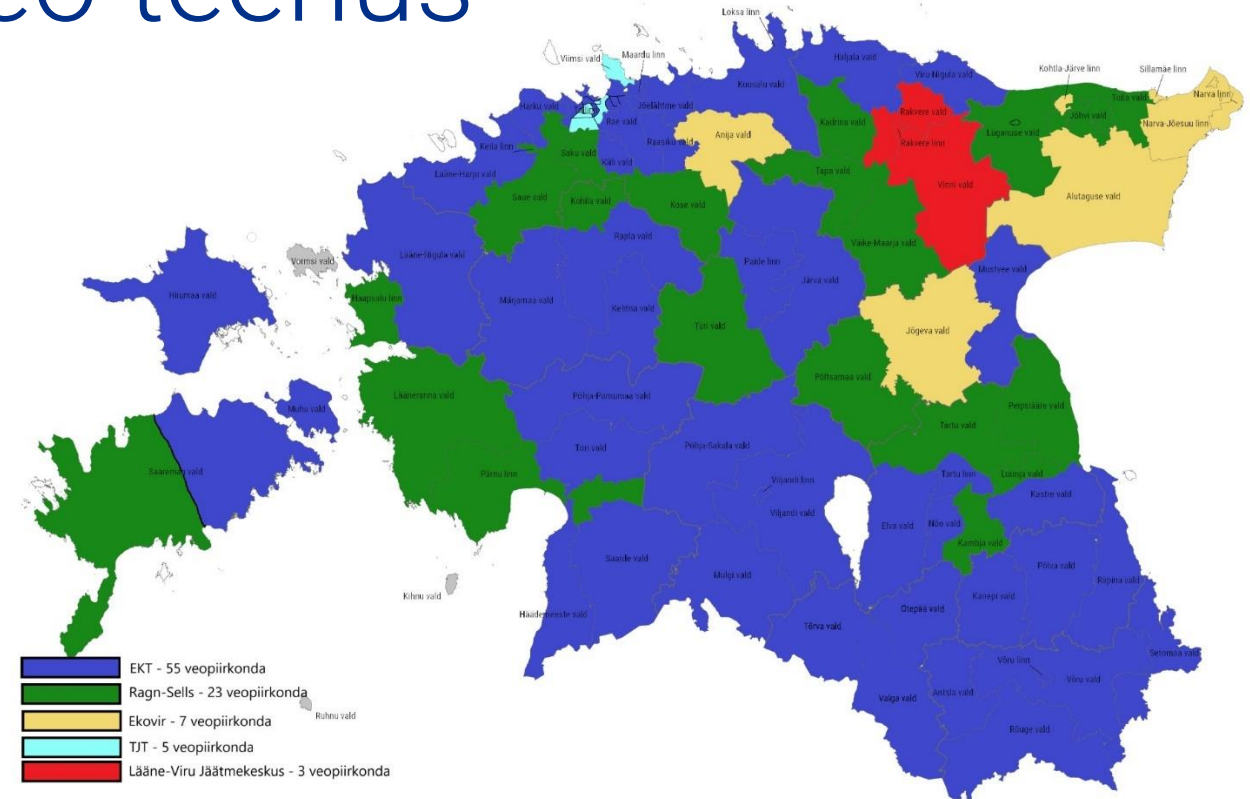 eo teenus
Loksa linn
Viimsi vald
Maardu linn
Haljala vald
Kuusalu vald
Viru-Nigula vald
Kohtla-Järve linn
Sillamäe linn
Narva linn
Harku vald
Jõelähtme vald
Rae vald
Raasiku vald
Anija vald
Kadrina vald
Rakvere vald
Rakvere linn
Lüganuse vald
Toila vald
Jõhvi vald
Narva-Jõesuu linn
Keila linn
Saku vald
Kiili vald
Lääne-Harju vald
Tapa vald
Vinni vald
Alutaguse vald
Saue vald
Kohila vald
Kose vald
Rapla vald
Väike-Maarja vald
Lääne-Nigula vald
Vormsi vald
Paide linn
Järva vald
Mustvee vald
Hiiumaa vald
Haapsalu linn
Märjamaa vald
Kehtna vald
Türi vald
Jõgeva vald
Põltsamaa vald
Lääneranna vald
Põhja-Pärnumaa vald
Peipsiääre vald
Muhu vald
Tartu vald
Saaremaa vald
Pärnu linn
Tori vald
Põhja-Sakala vald
Tartu linn
Luunja vald
Viljandi linn
Viljandi vald
Kastre vald
Elva vald
Nõo vald
Kambja vald
Saarde vald
Mulgi vald
Põlva vald
Räpina vald
Kihnu vald
Häädemeeste vald
Otepää vald
Kanepi vald
Tõrva vald
Setomaa vald
Võru linn
Võru vald
Valga vald
Antsla vald
Rõuge vald
Ruhnu vald
EKT - 55 veopiirkonda
Ragn-Sells - 23 veopiirkonda
Ekovir - 7 veopiirkonda
TJT - 5 veopiirkonda
Lääne-Viru Jäätmekeskus - 3 veopiirkonda